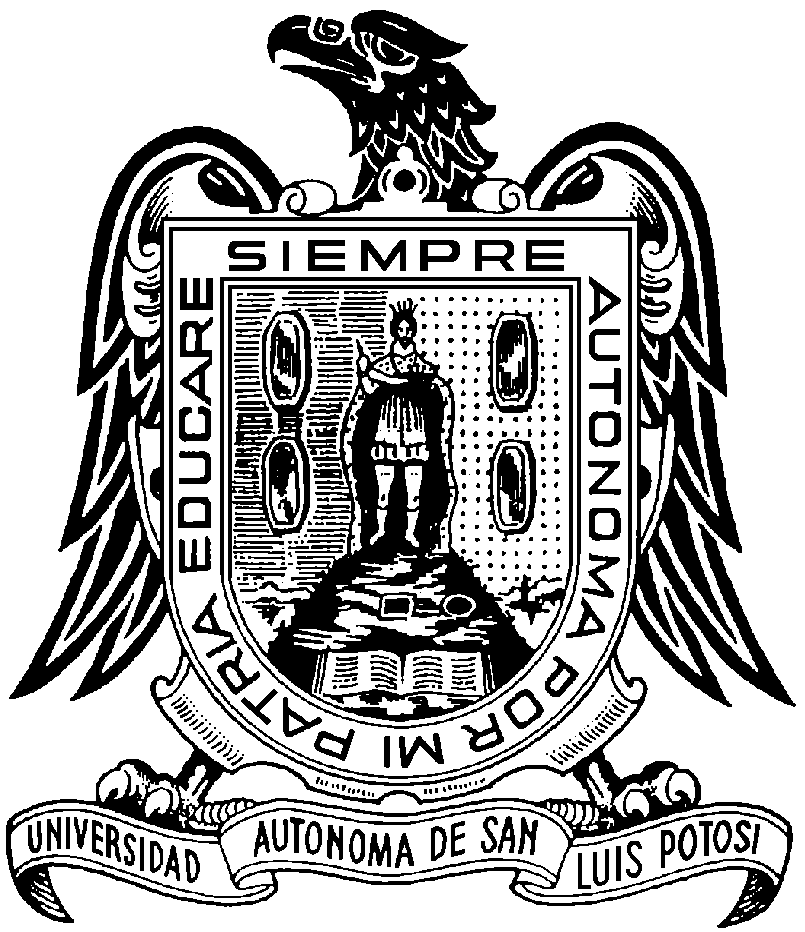 SIEMPRE AUTONOMA POR MI PATRIA EDUCARE
UNIVERSIDAD AUTONOMA DE SAN LUIS POTOSI